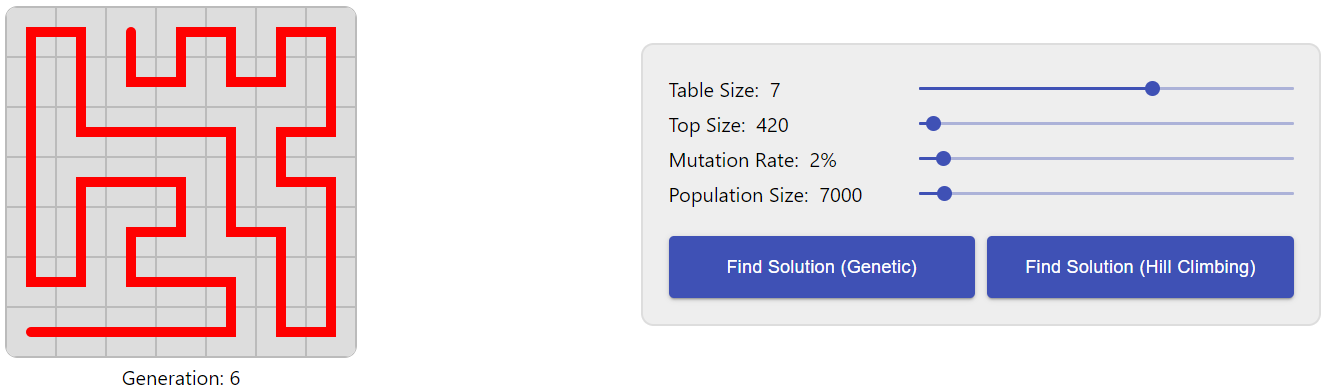 Table Size: 7
Top Size: 420
Mutation Rate: 2%
Population Size: 7000
Find Solution (Genetic)
Find Solution (Hill Climbing)
Generation: 6